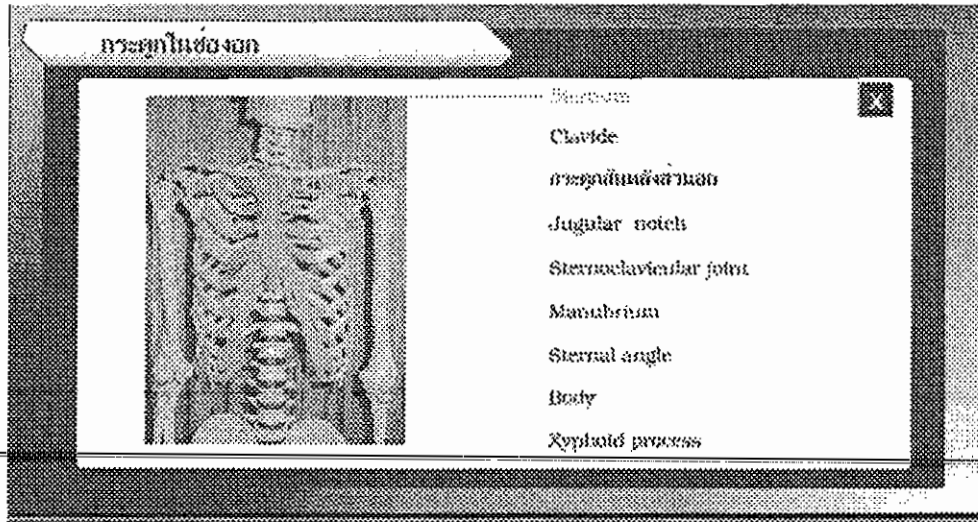 กระดูกในช่องอก
X
Sternum
Clavicle
กระดูกสันหลังส่วนอก
Jugular notch
Sternoclavicular joint
Manubrium
Sternal angle
Body
Xyphoid process